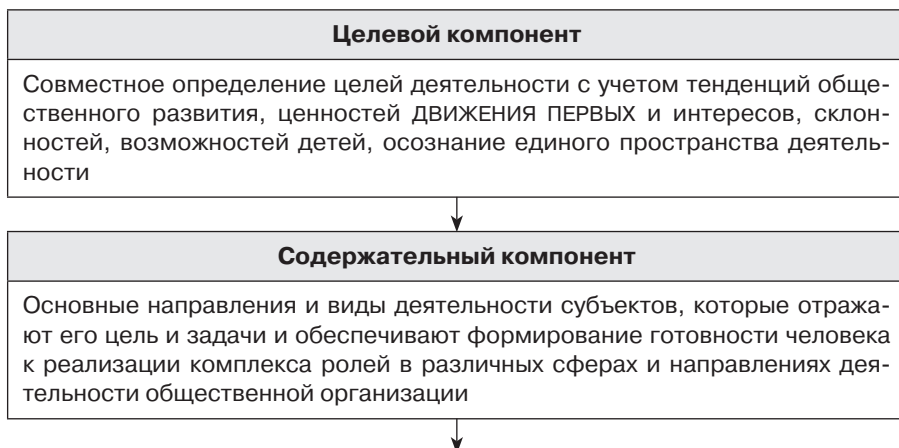 Целевой компонент
Совместное определение целей деятельности с учетом тенденций обще-
ственного развития, ценностей ДВИЖЕНИЯ ПЕРВЫХ и интересов, склон-
ностей, возможностей детей, осознание единого пространства деятель-
ности
Содержательный компонент
Основные направления и виды деятельности субъектов, которые отража-
ют его цель и задачи и обеспечивают формирование готовности человека
к реализации комплекса ролей в различных сферах и направлениях дея-
тельности общественной организации